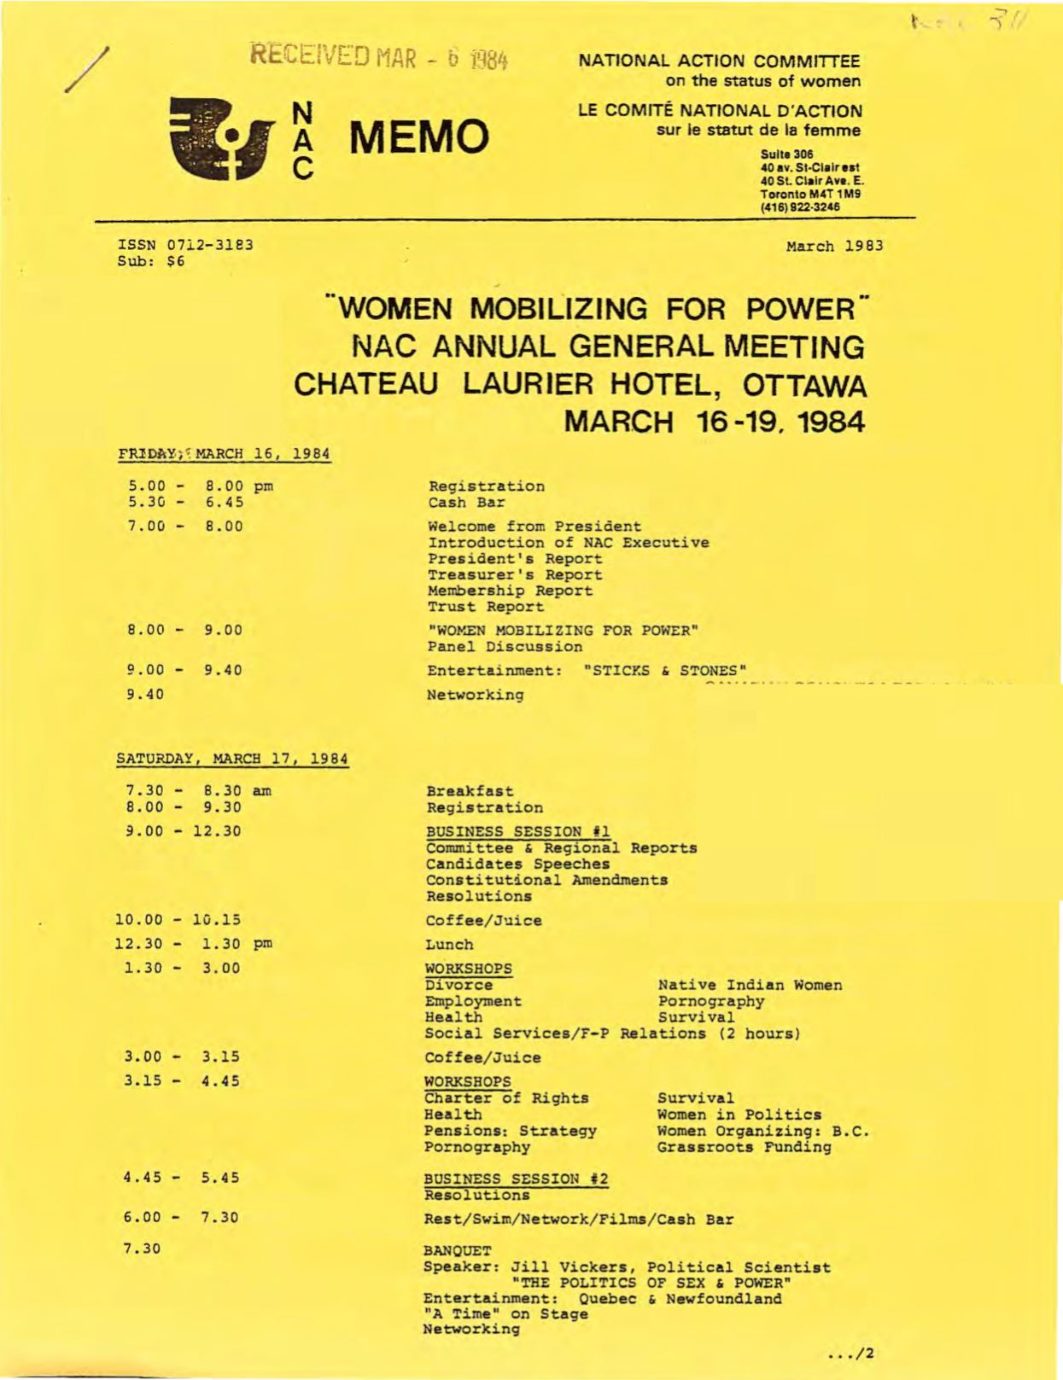 RECEIVED MAR - 6 1984
NATIONAL ACTION COMMITTEE
on the status of women
LE COMITÉ NATIONAL D'ACTION
sur le statut de la femme
NAC
MEMO
Suite 306
40 av. St-Clair est
40 St. Clair Ave. E.
Toronto M4T 1M9
(416) 922-3246
ISSN 0712-3183
March 1983
Sub: $6
"WOMEN MOBILIZING FOR POWER"
NAC ANNUAL GENERAL MEETING
CHATEAU LAURIER HOTEL, OTTAWA
MARCH 16-19, 1984
FRIDAY, MARCH 16, 1984
5.00 - 8.00 pm Registration
5.30 - 6.45 Cash Bar
7.00 - 8.00 Welcome from President
Introduction of NAC Executive
President's Report
Treasurer's Report
Membership Report
Trust Report
8.00 - 9.00 "WOMEN MOBILIZING FOR POWER"
Panel Discussion
9.00 - 9.40 Entertainment: "STICKS & STONES"
9.40 Networking
SATURDAY, MARCH 17, 1984
7.30 - 8.30 am Breakfast
8.00 - 9.30 Registration
9.00 - 12.30 BUSINESS SESSION #1
Committee & Regional Reports
Candidates Speeches
Constitutional Amendments
Resolutions
10.00 - 10.15 Coffee/Juice
12.30 - 1.30 pm Lunch
1.30 - 3.00 WORKSHOPS
Divorce Native Indian Women
Employment Pornography
Health Survival
Social Services/F-P Relations (2 hours)
3.00 - 3.15 Coffee/Juice
3.15 - 4.45 WORKSHOPS
Charter of Rights Survival
Health Women in Politics
Pensions: Strategy Women Organizing: B.C.
Pornography Grassroots Funding
4.45 - 5.45 BUSINESS SESSION #2
Resolutions
6.00 - 7.30 Rest/Swim/Network/Films/Cash Bar
7.30 BANQUET
Speaker: Jill Vickers, Political Scientist
"THE POLITICS OF SEX & POWER"
Entertainment: Quebec & Newfoundland
"A Time" on Stage
Networking
.../2